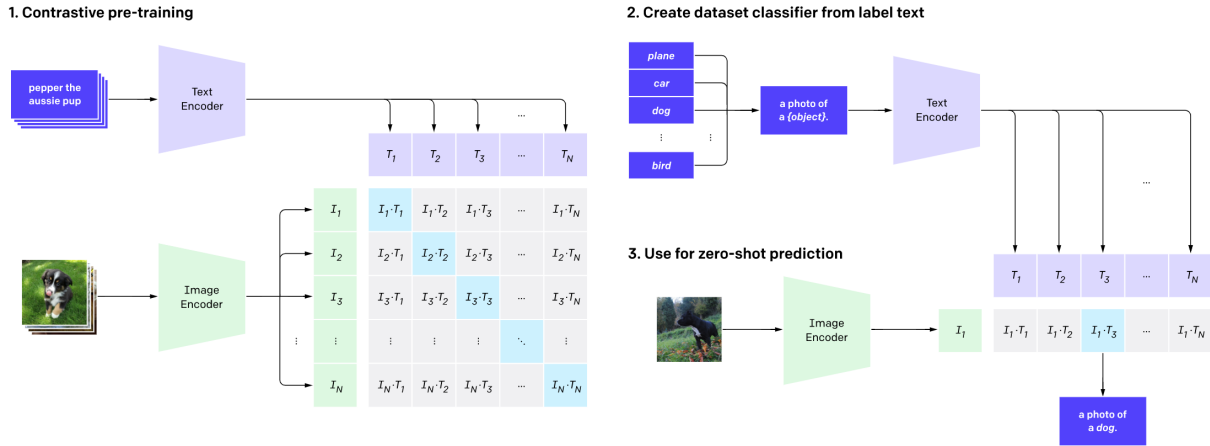 1. Contrastive pre-training
pepper the
aussie pup
Text
Encoder
...
T1 T2 T3 ... TN
I1 I1·T1 I1·T2 I1·T3 ... I1·TN
I2 I2·T1 I2·T2 I2·T3 ... I2·TN
Image
Encoder
I3 I3·T1 I3·T2 I3·T3 ... I3·TN
⋮ ⋮ ⋮ ⋮ ⋮ ⋱ ⋮
IN IN·T1 IN·T2 IN·T3 ... IN·TN
2. Create dataset classifier from label text
plane
car
dog
⋮ ⋮
bird
a photo of
a {object}.
Text
Encoder
...
3. Use for zero-shot prediction
T1 T2 T3 ... TN
Image
Encoder
I1 I1·T1 I1·T2 I1·T3 ... I1·TN
a photo of
a dog.